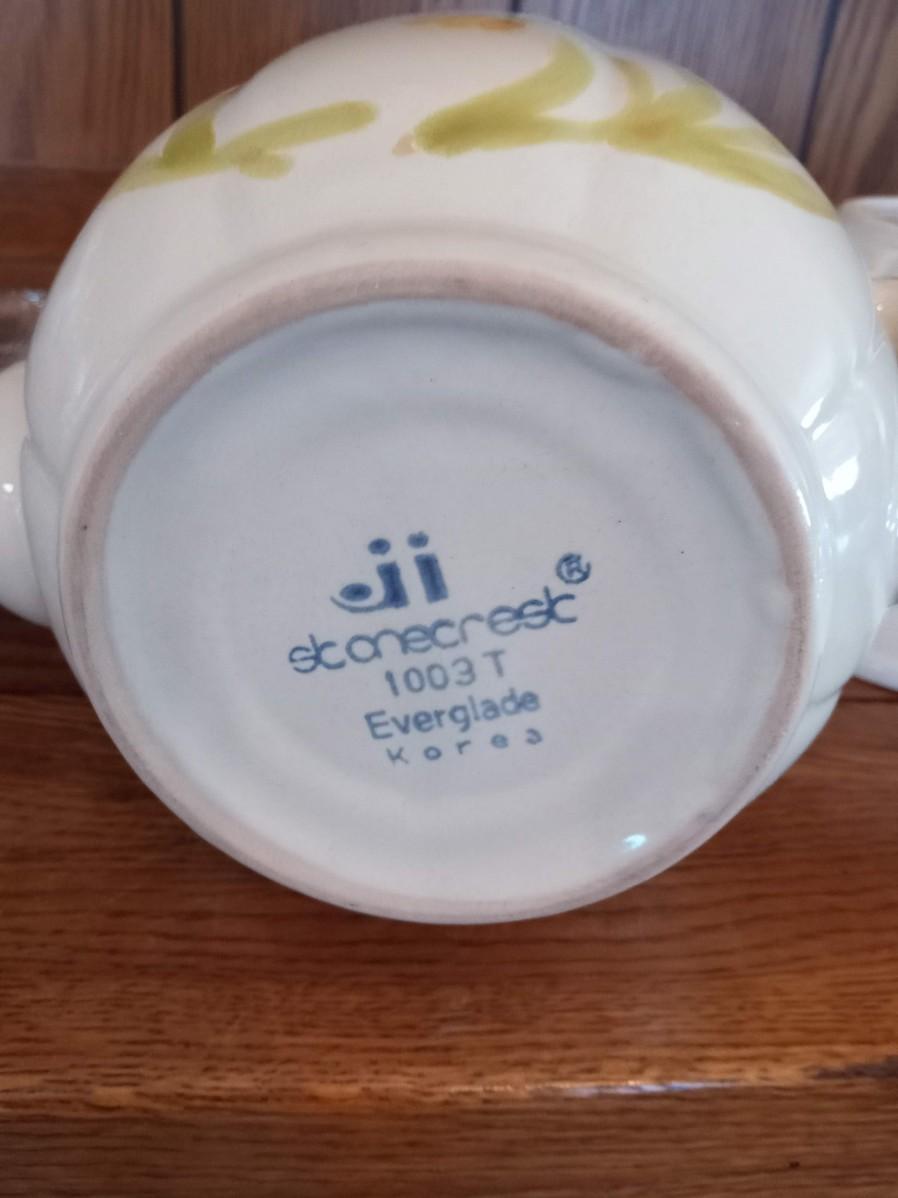 ji
stonecrest®
1003 T
Everglade
Korea